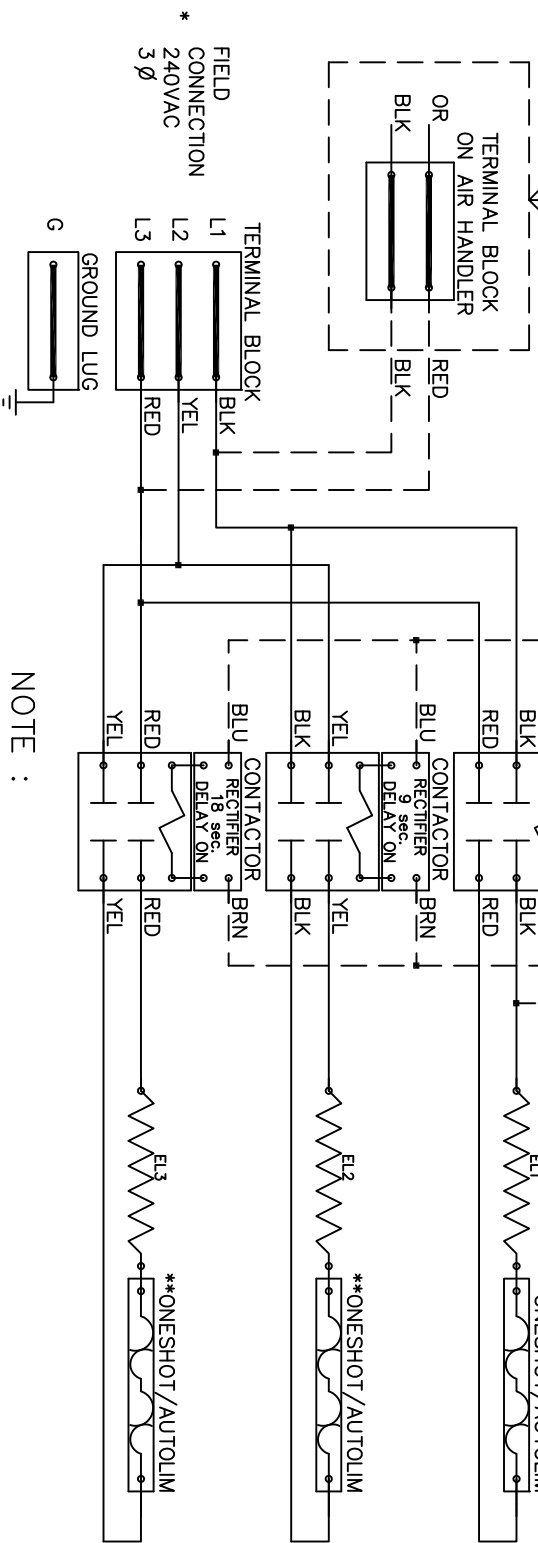 *
FIELD
CONNECTION
240VAC
3Ø
TERMINAL BLOCK
ON AIR HANDLER
OR
BLK
RED
BLK
TERMINAL BLOCK
L1
L2
L3
BLK
YEL
RED
GROUND LUG
G
BLK
RED
BLK
RED
EL1
CONTACTOR
RECTIFIER
9 sec.
DELAY ON
BLU
BRN
YEL
BLK
YEL
BLK
EL2
**ONESHOT/AUTOLIM
CONTACTOR
RECTIFIER
18 sec.
DELAY ON
BLU
BRN
RED
YEL
RED
YEL
EL3
**ONESHOT/AUTOLIM
NOTE :